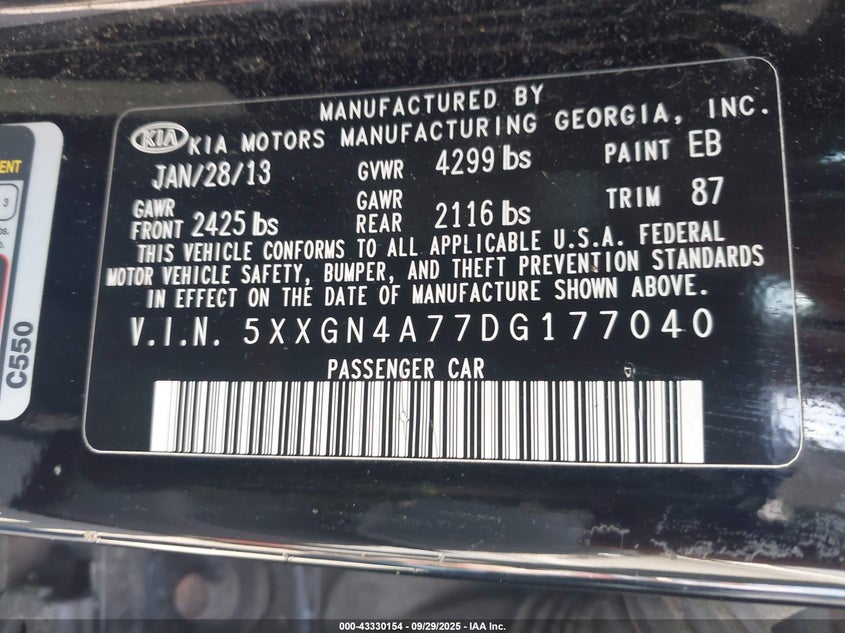 MANUFACTURED BY
KIA KIA MOTORS MANUFACTURING GEORGIA, INC.
JAN/28/13 GVWR 4299 lbs PAINT EB
GAWR FRONT 2425 lbs GAWR REAR 2116 lbs TRIM 87
THIS VEHICLE CONFORMS TO ALL APPLICABLE U.S.A. FEDERAL
MOTOR VEHICLE SAFETY, BUMPER, AND THEFT PREVENTION STANDARDS
IN EFFECT ON THE DATE OF MANUFACTURE SHOWN ABOVE.
V.I.N. 5XXGN4A77DG177040
PASSENGER CAR
C550
3
000-43330154 - 09/29/2025 - IAA Inc.